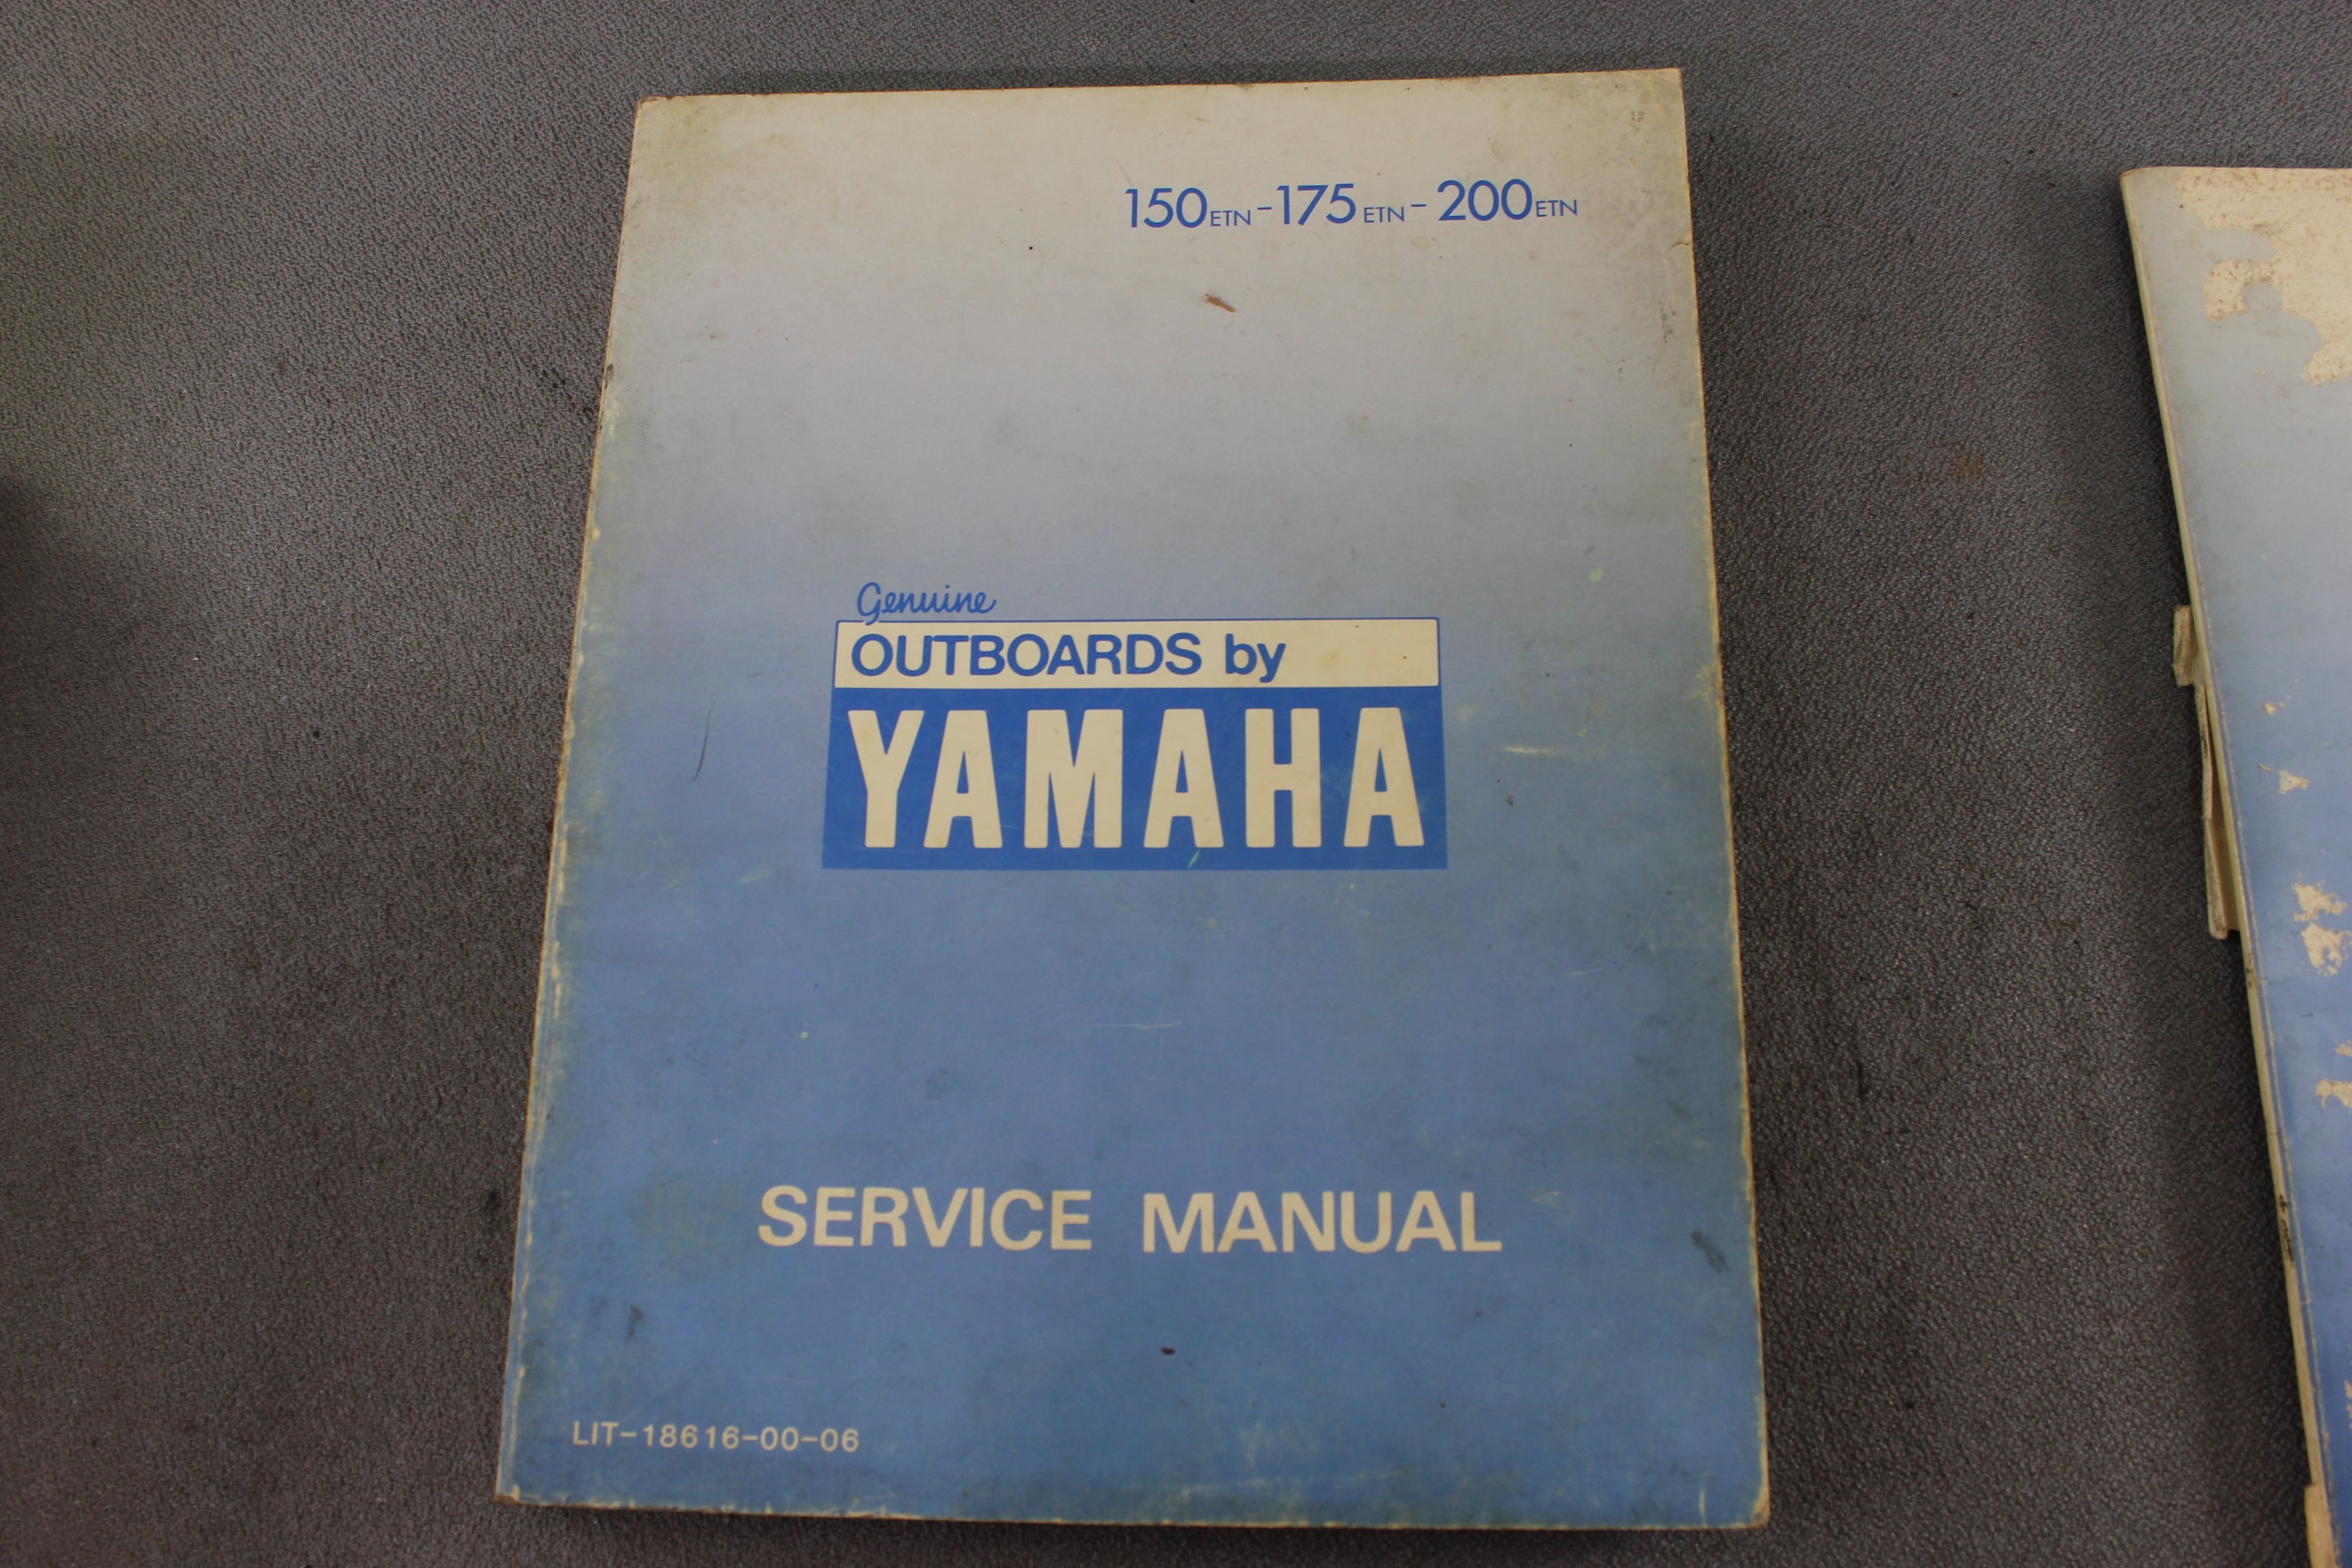 150ETN-175ETN-200ETN
Genuine
OUTBOARDS by
YAMAHA
SERVICE MANUAL
LIT-18616-00-06